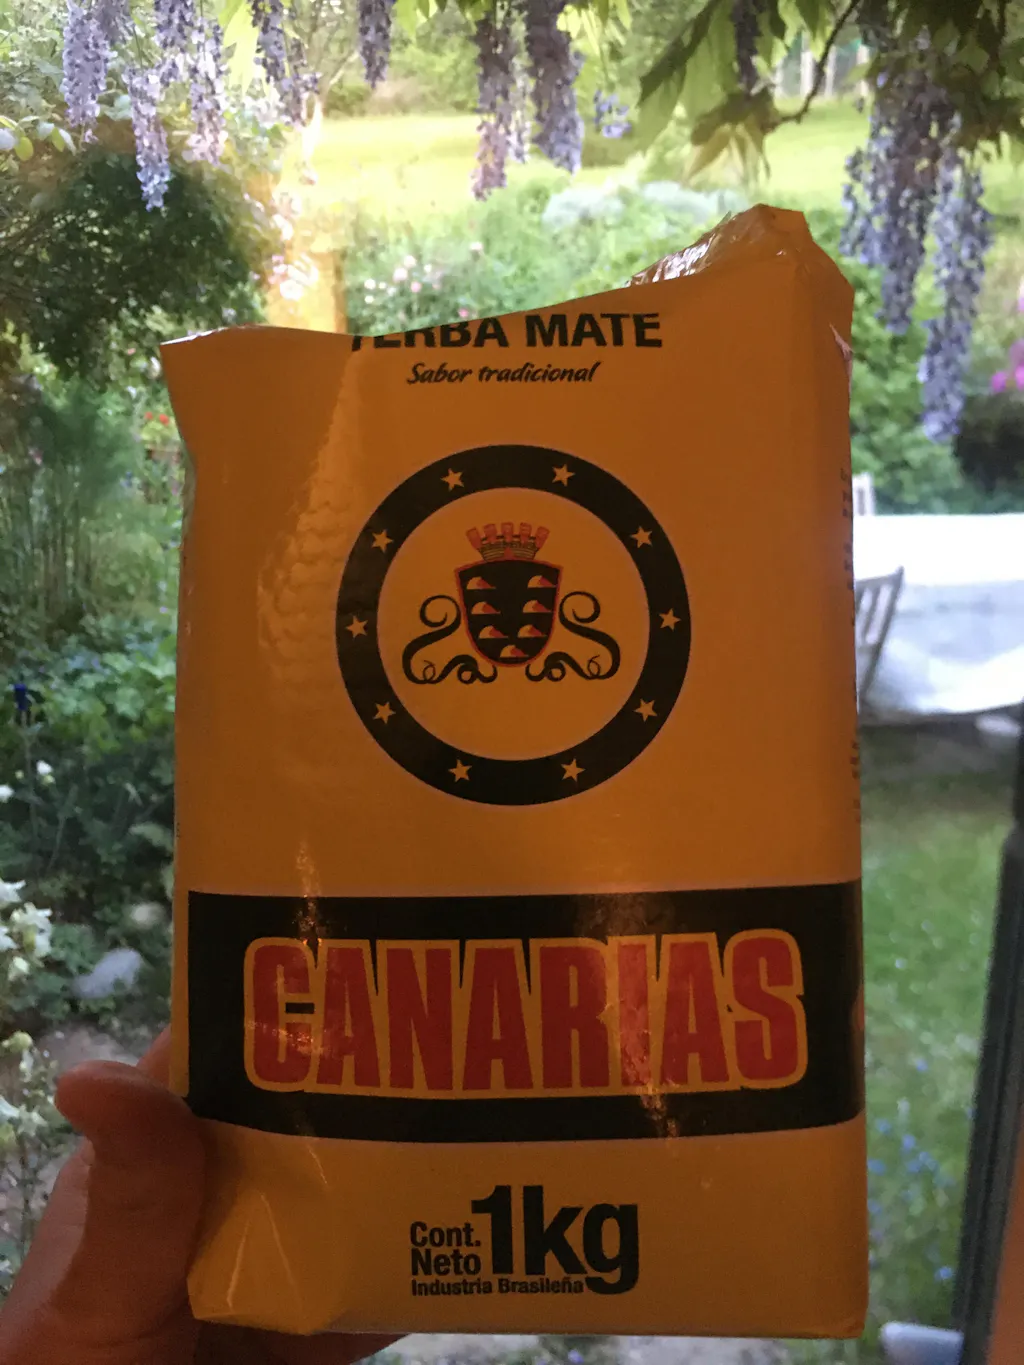 YERBA MATE
Sabor tradicional
CANARIAS
Cont.
Neto 1kg
Industria Brasileña